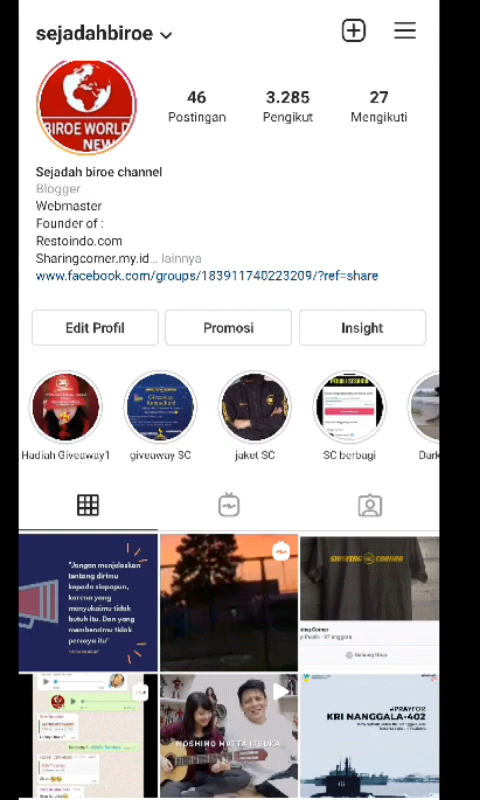 sejadahbiroe
BIROE WORLD
NEW
46
Postingan
3.285
Pengikut
27
Mengikuti
Sejadah biroe channel
Blogger
Webmaster
Founder of :
Restoindo.com
Sharingcorner.my.id... lainnya
www.facebook.com/groups/183911740223209/?ref=share
Edit Profil
Promosi
Insight
Hadiah Giveaway1
giveaway SC
jaket SC
SC berbagi
Dark
"Jangan menjelaskan
tentang dirimu
kepada siapapun,
karena yang
menyukaimu tidak
butuh itu. Dan yang
membencimu tidak
percaya itu"
SHARING CORNER
#PRAYFOR
KRI NANGGALA-402